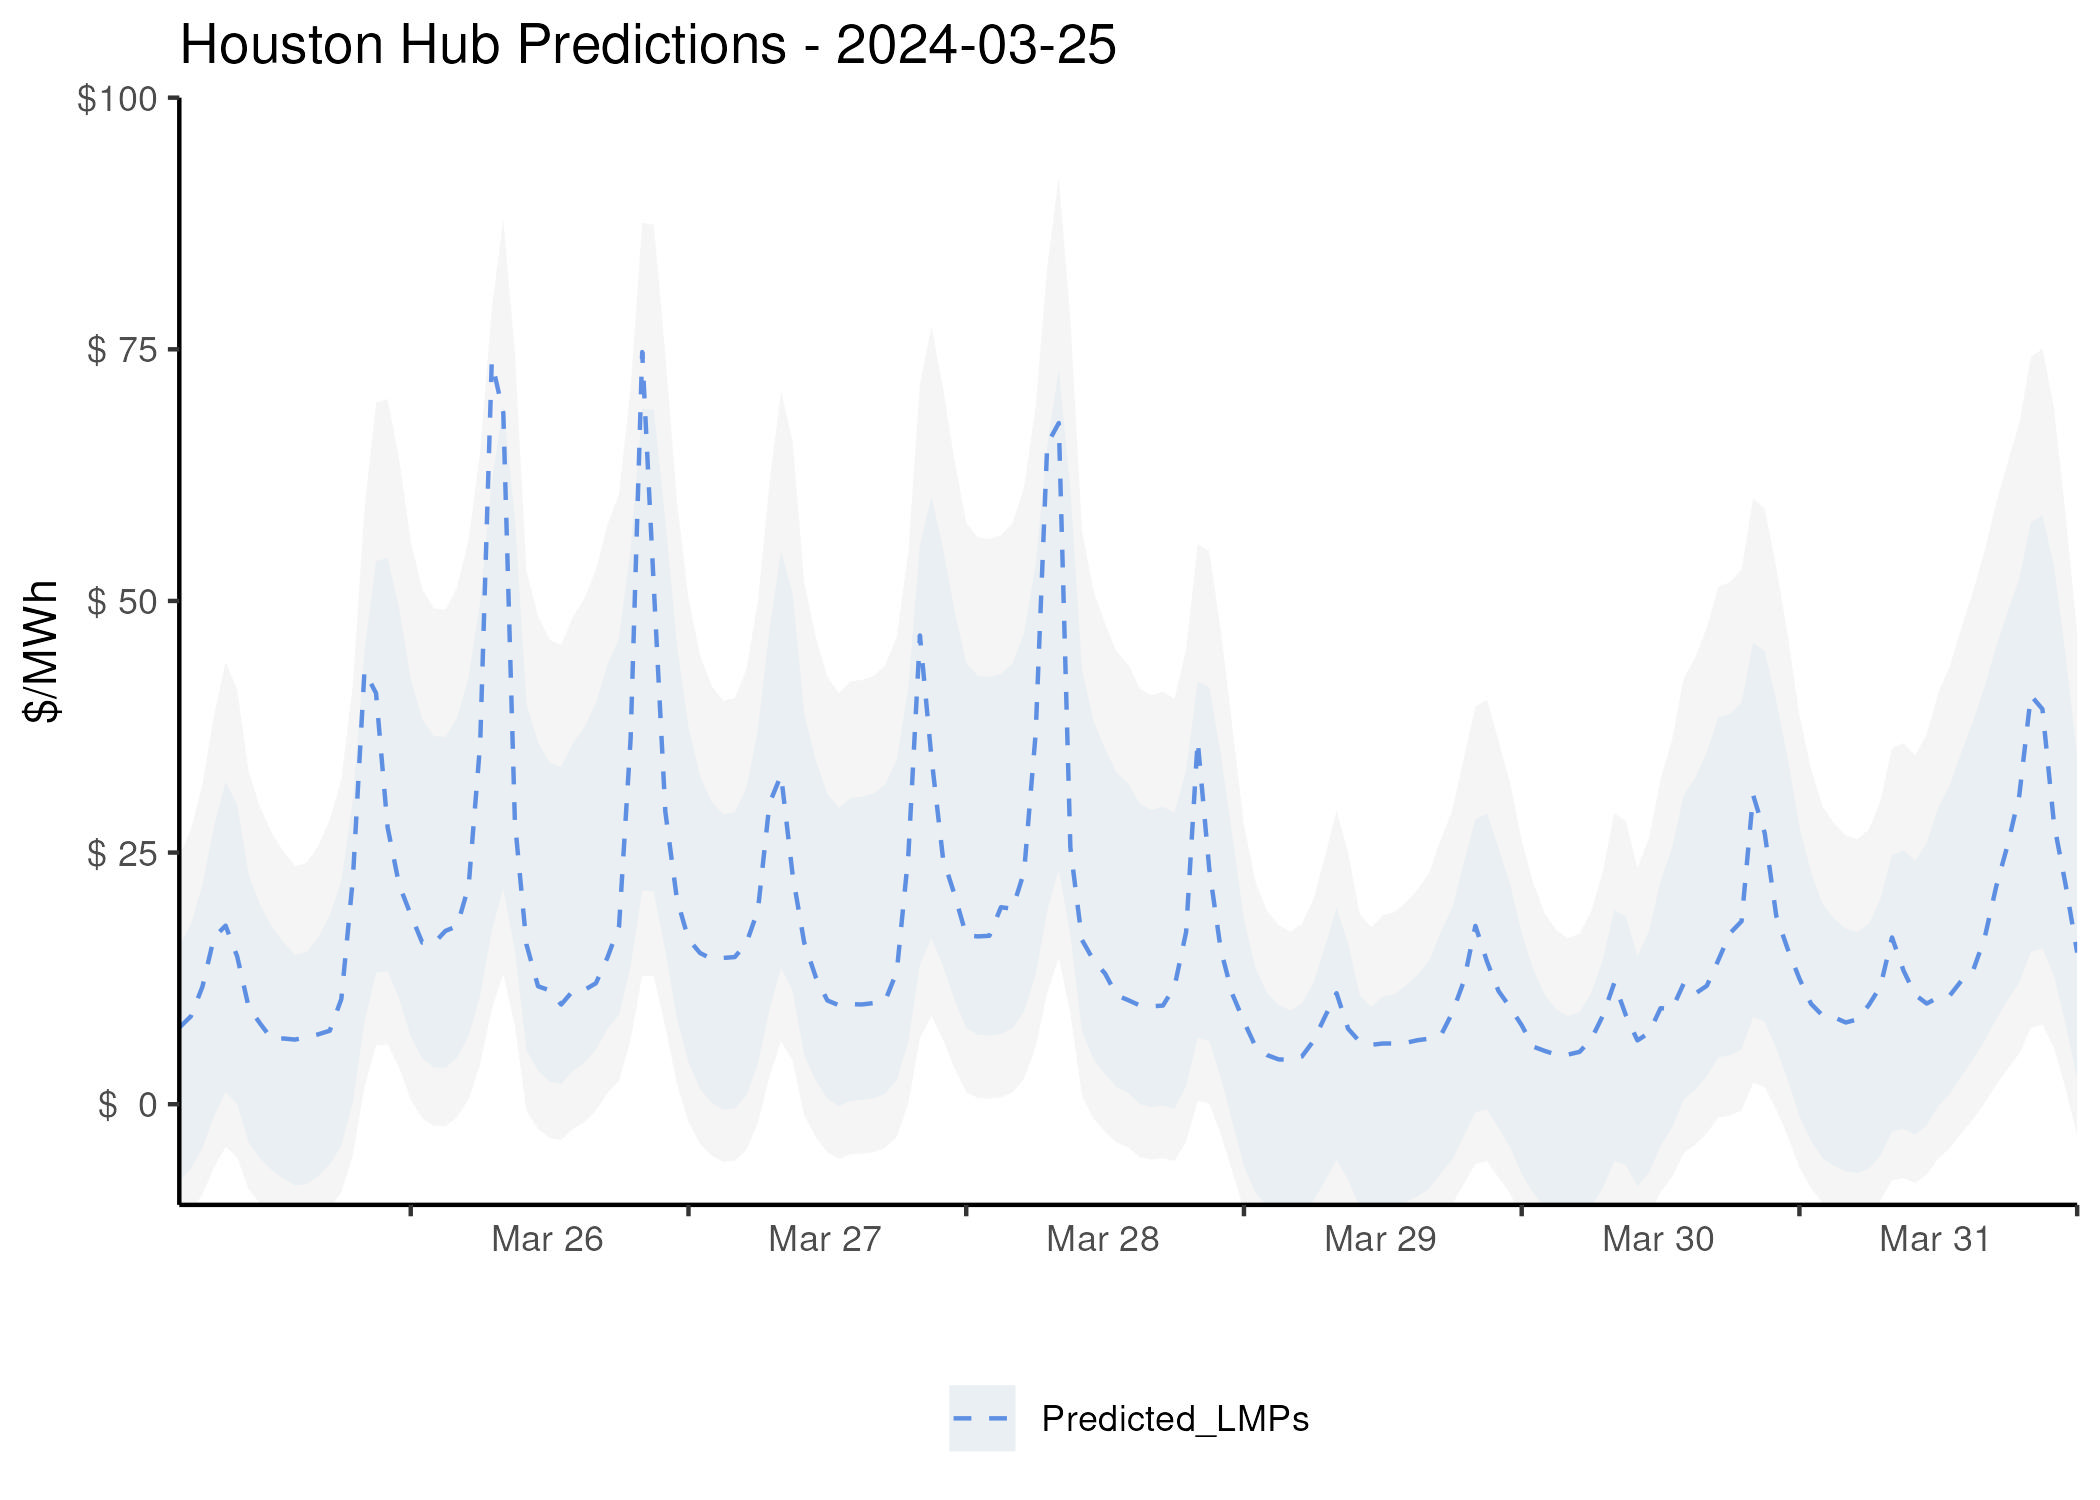 Houston Hub Predictions - 2024-03-25
$100
$ 75
$ 50
$ 25
$ 0
$/MWh
Mar 26 Mar 27 Mar 28 Mar 29 Mar 30 Mar 31
Predicted_LMPs